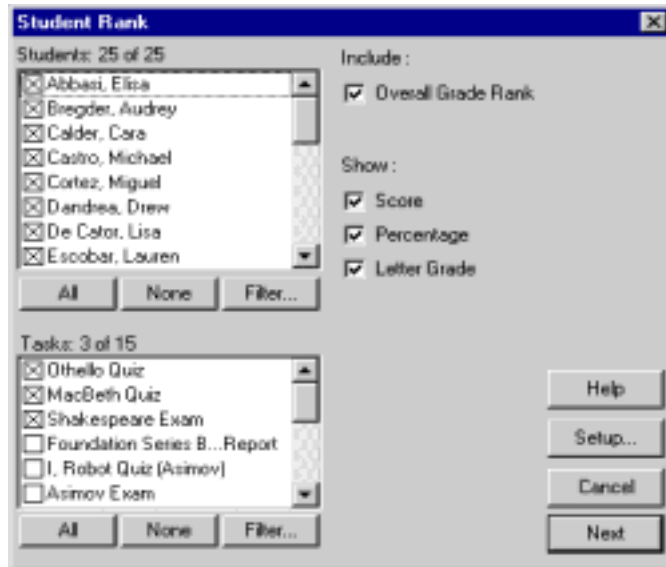 Student Rank
Students: 25 of 25
Abbasi, Elisa
Bregder, Audrey
Calder, Cara
Castro, Michael
Cortez, Miguel
Dandrea, Drew
De Cator, Lisa
Escobar, Lauren
All None Filter...
Tasks: 3 of 15
Othello Quiz
MacBeth Quiz
Shakespeare Exam
Foundation Series B...Report
I, Robot Quiz (Asimov)
Asimov Exam
All None Filter...
Include :
Overall Grade Rank
Show :
Score
Percentage
Letter Grade
Help
Setup...
Cancel
Next